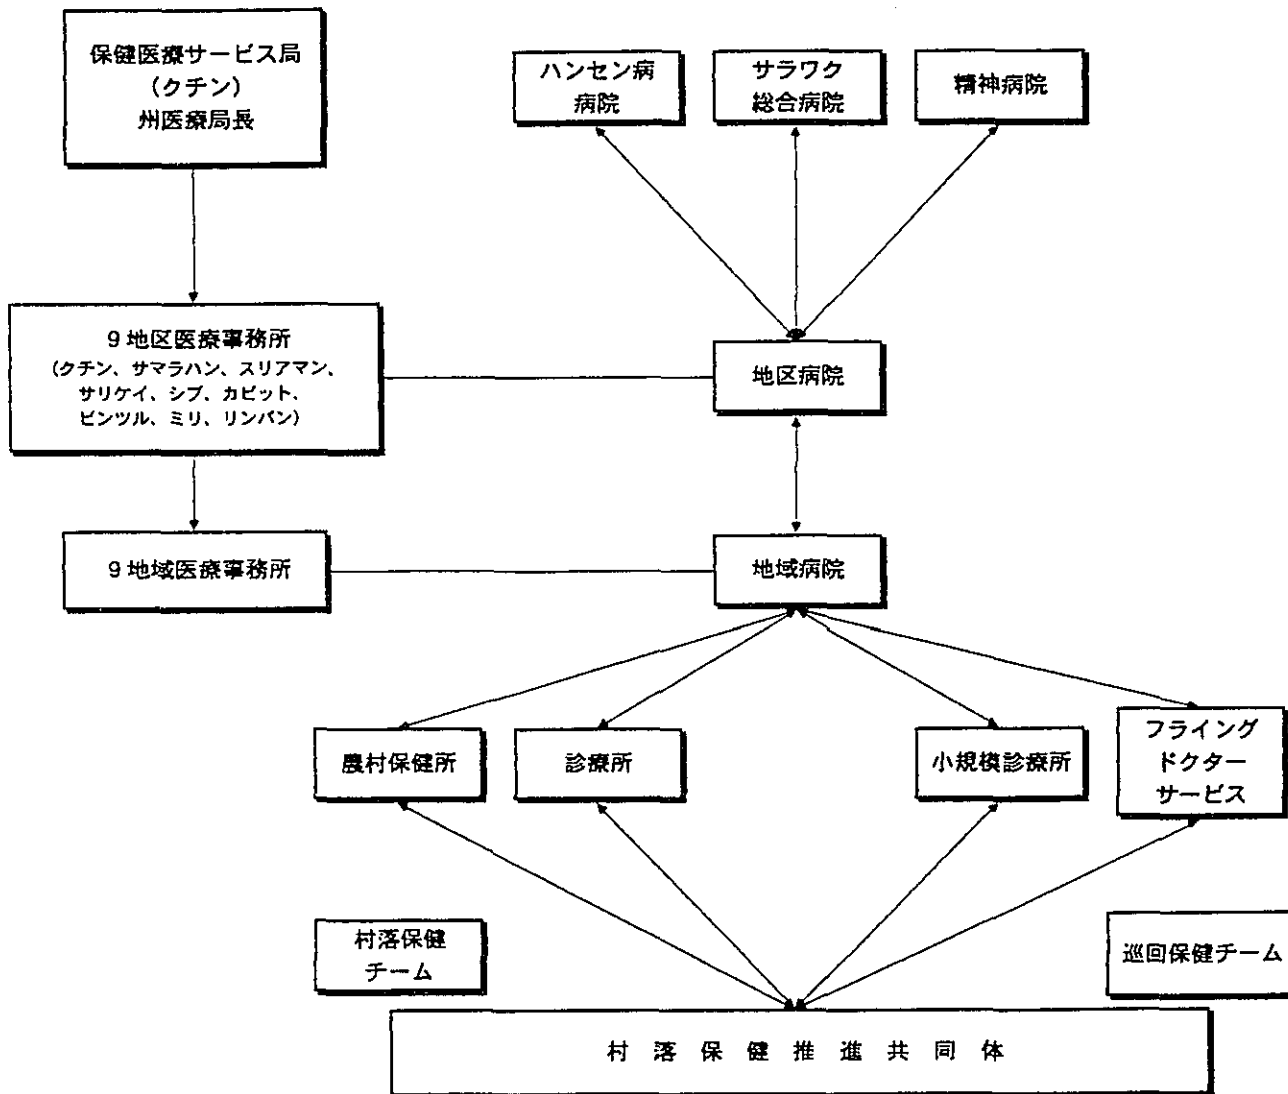 保健医療サービス局
(クチン)
州医療局長
ハンセン病
病院
サラワク
総合病院
精神病院
9地区医療事務所
(クチン、サマラハン、スリアマン、
サリケイ、シブ、カピット、
ビンツル、ミリ、リンバン)
地区病院
9地域医療事務所
地域病院
農村保健所
診療所
小規模診療所
フライング
ドクター
サービス
村落保健
チーム
巡回保健チーム
村落保健推進共同体